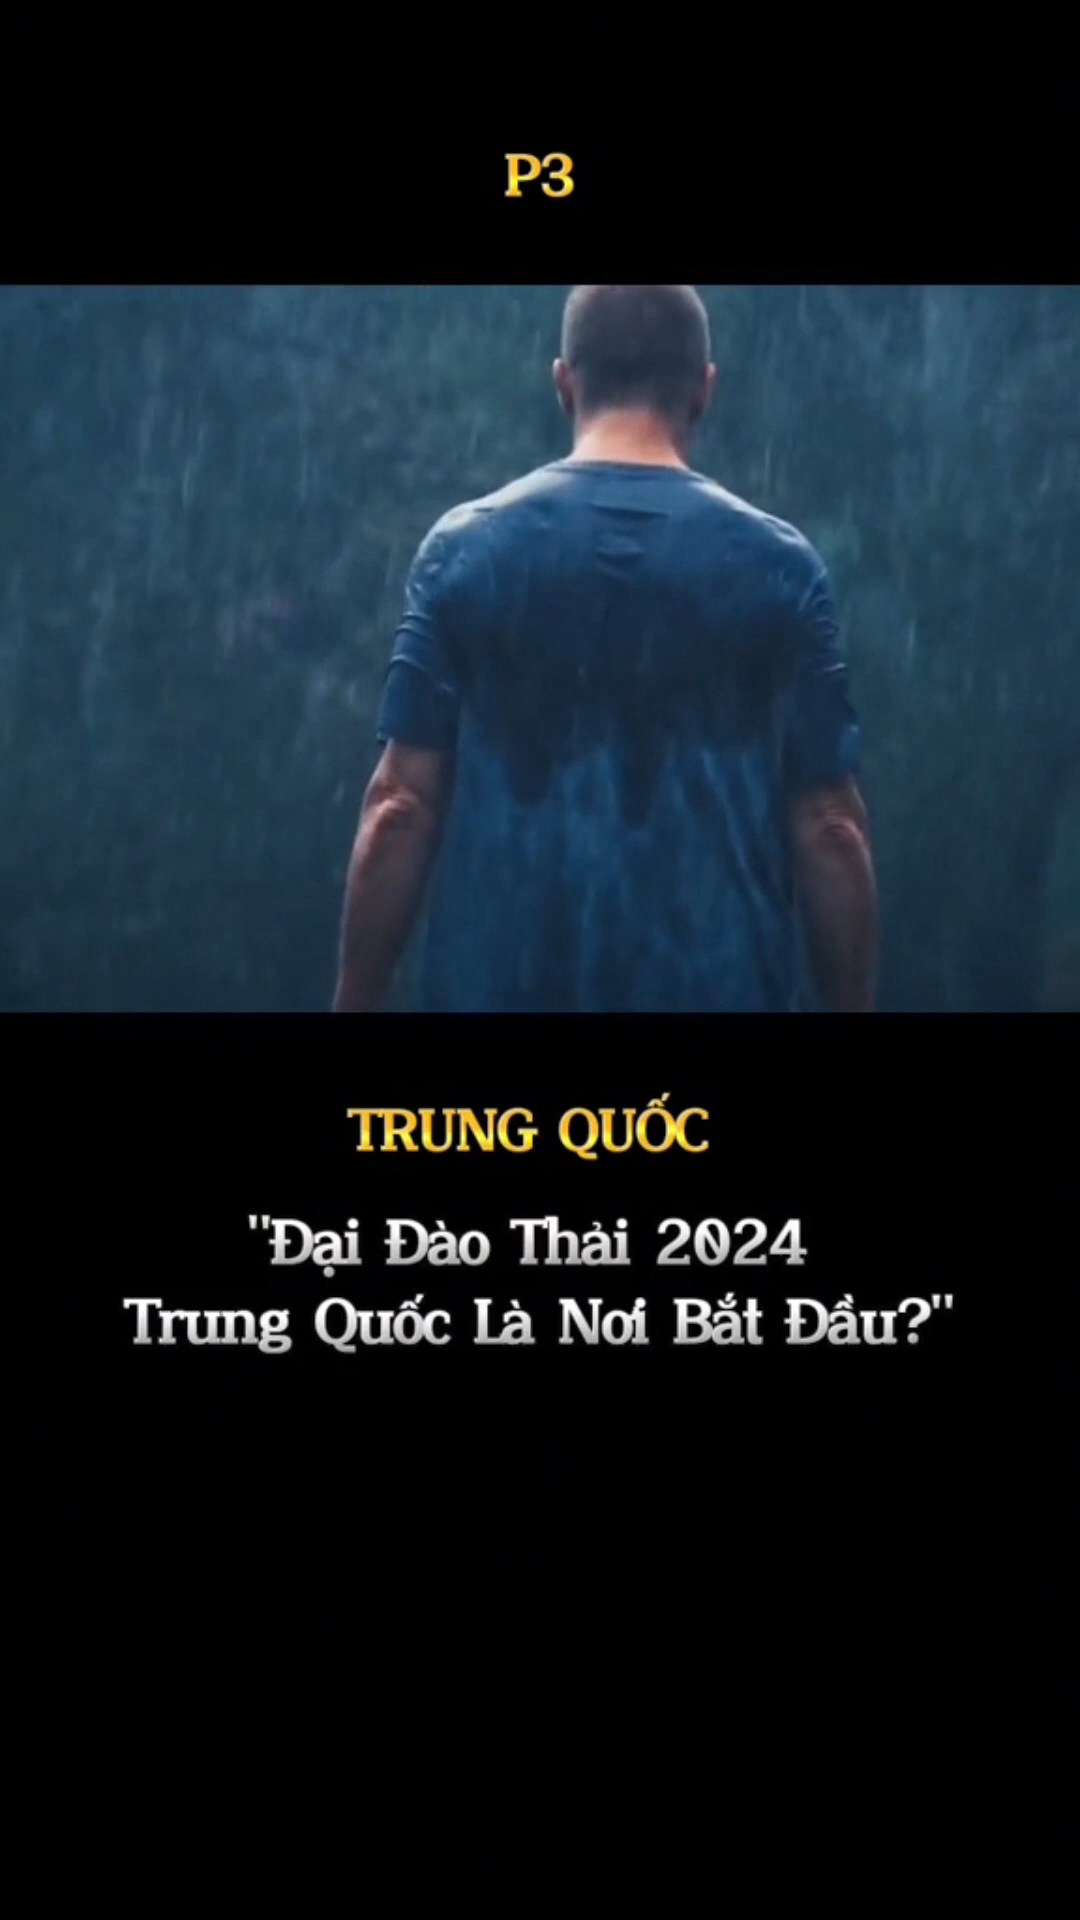 P3
TRUNG QUỐC
"Đại Đào Thải 2024
Trung Quốc Là Nơi Bắt Đầu?"